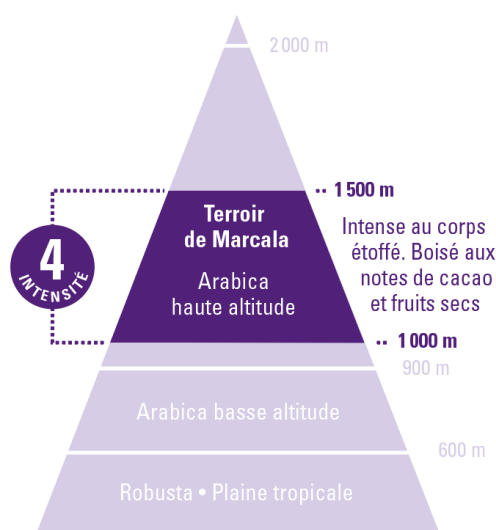 2 000 m
1 500 m
Terroir
de Marcala
Arabica
haute altitude
4
INTENSITÉ
Intense au corps
étoffé. Boisé aux
notes de cacao
et fruits secs
1 000 m
900 m
Arabica basse altitude
600 m
Robusta • Plaine tropicale